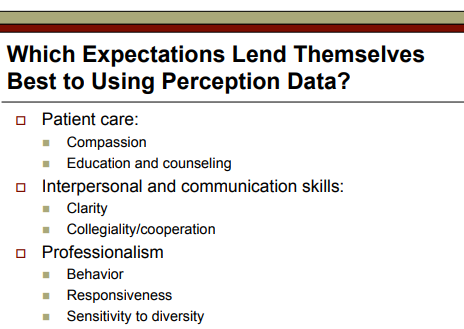 Which Expectations Lend Themselves
Best to Using Perception Data?
Patient care:
Compassion
Education and counseling
Interpersonal and communication skills:
Clarity
Collegiality/cooperation
Professionalism
Behavior
Responsiveness
Sensitivity to diversity